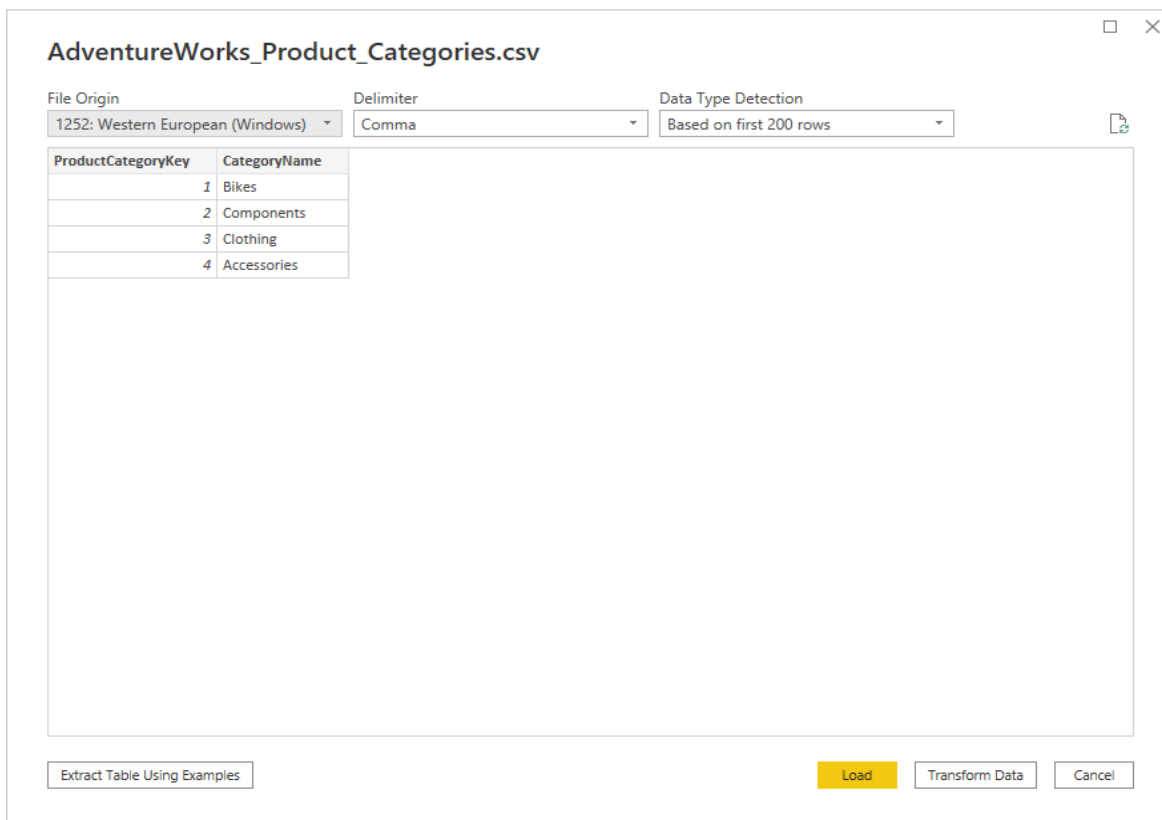 AdventureWorks_Product_Categories.csv
File Origin Delimiter Data Type Detection
1252: Western European (Windows) Comma Based on first 200 rows
ProductCategoryKey CategoryName
1 Bikes
2 Components
3 Clothing
4 Accessories
Extract Table Using Examples Load Transform Data Cancel